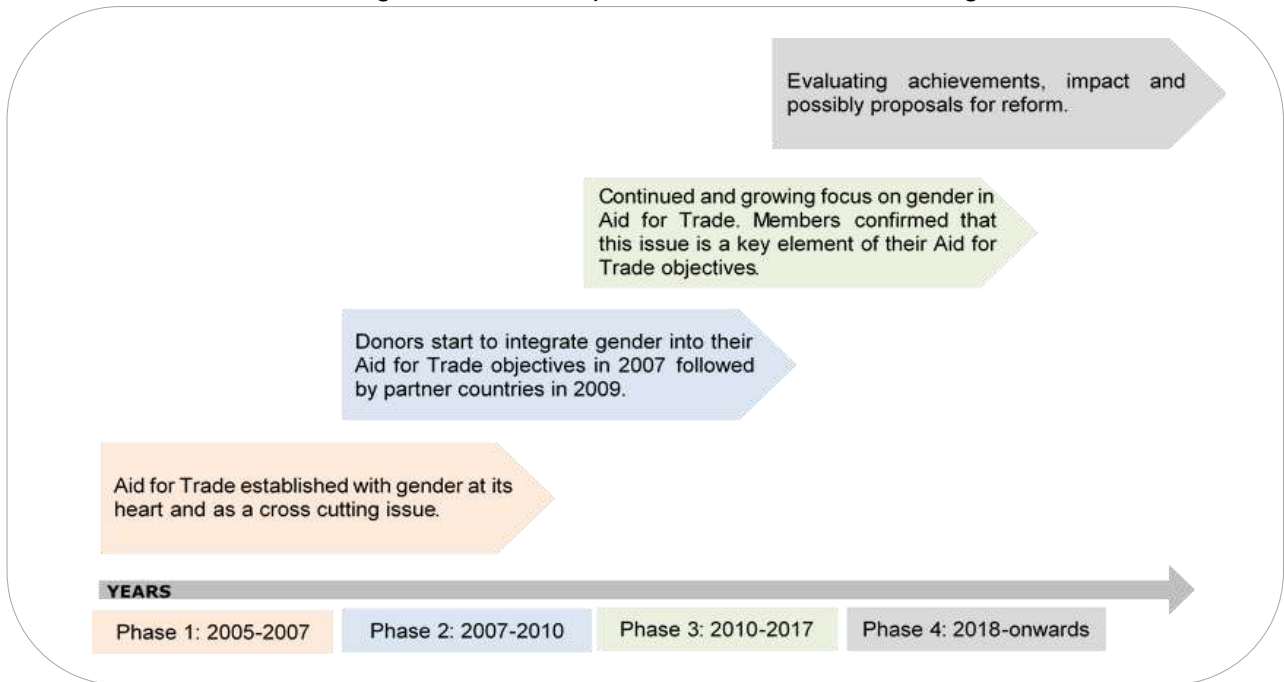 Evaluating achievements, impact and
possibly proposals for reform.
Continued and growing focus on gender in
Aid for Trade. Members confirmed that
this issue is a key element of their Aid for
Trade objectives.
Donors start to integrate gender into their
Aid for Trade objectives in 2007 followed
by partner countries in 2009.
Aid for Trade established with gender at its
heart and as a cross cutting issue.
YEARS
Phase 1: 2005-2007
Phase 2: 2007-2010
Phase 3: 2010-2017
Phase 4: 2018-onwards